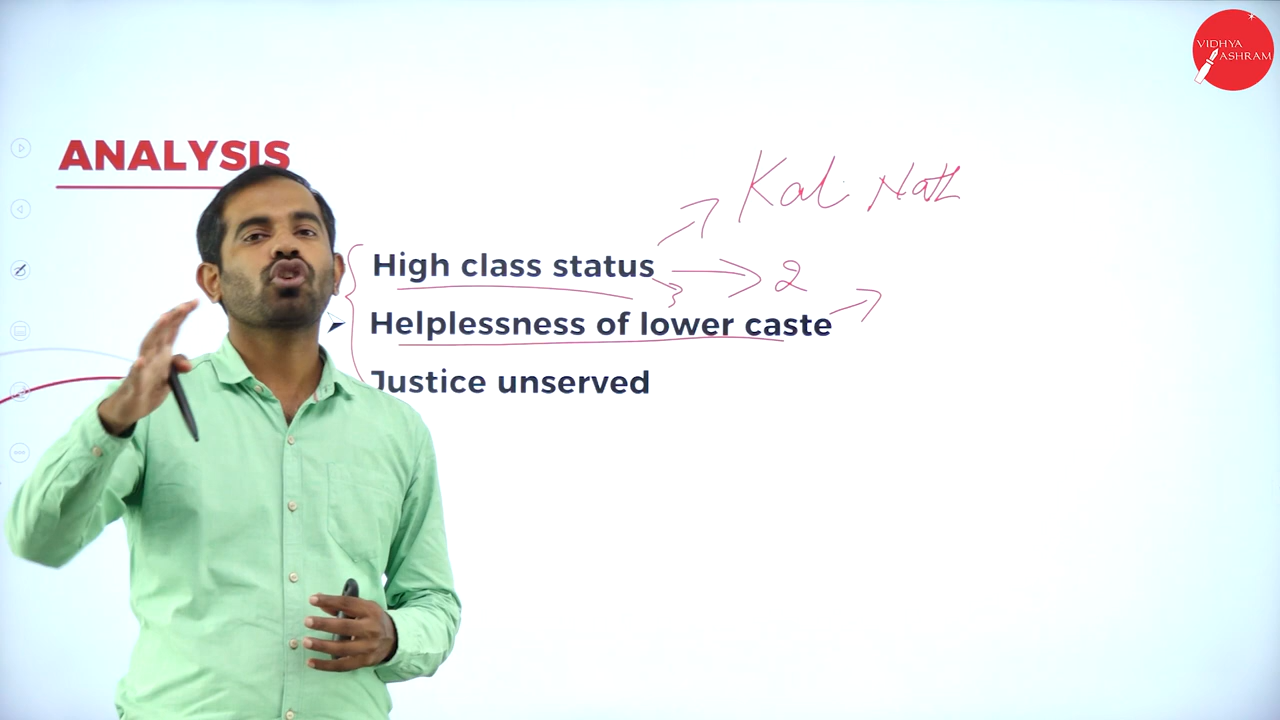 VIDHYA
ASHRAM
ANALYSIS
Kali Nath
High class status
2
Helplessness of lower caste
Justice unserved